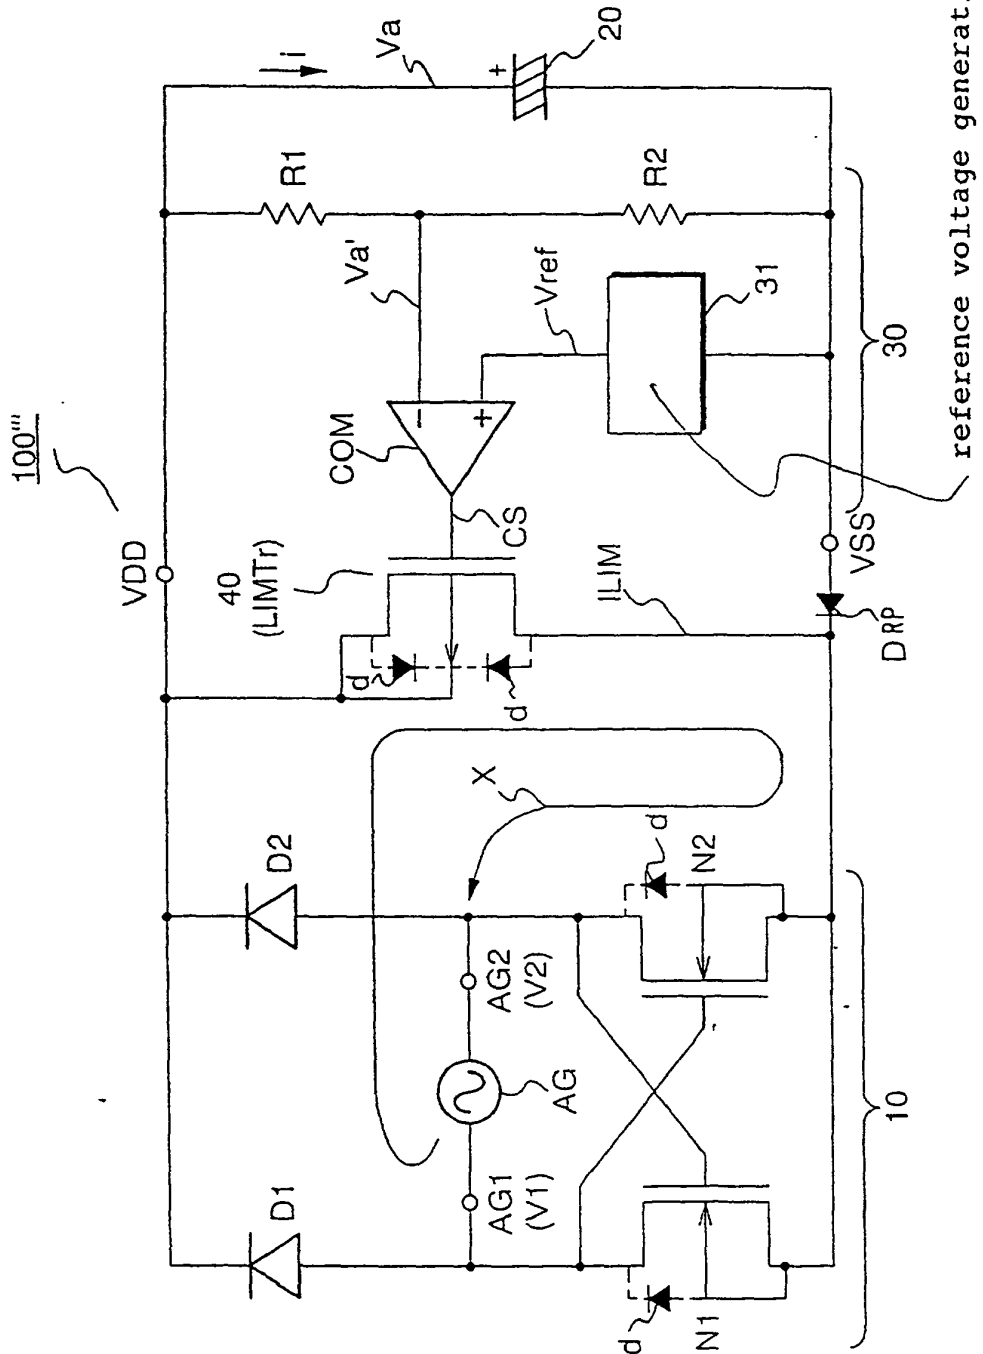 100'''
VDD
40
(LIMTr)
COM
Va'
R1
i
Va
+
20
D1
D2
d
d
CS
-
+
Vref
R2
X
ILIM
31
AG1
(V1)
AG
AG2
(V2)
d
N1
d
N2
DRP
VSS'
10
30
reference voltage generat.